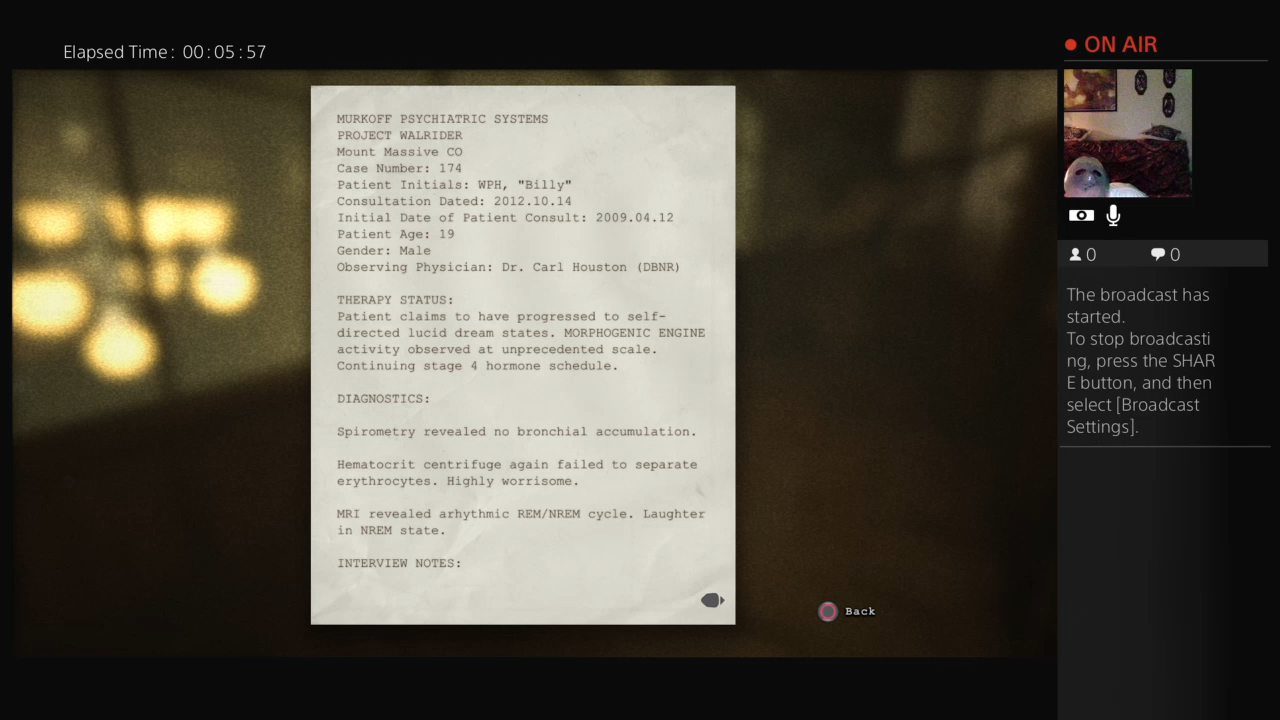 Elapsed Time: 00:05:57
MURKOFF PSYCHIATRIC SYSTEMS
PROJECT WALRIDER
Mount Massive CO
Case Number: 174
Patient Initials: WPH, "Billy"
Consultation Dated: 2012.10.14
Initial Date of Patient Consult: 2009.04.12
Patient Age: 19
Gender: Male
Observing Physician: Dr. Carl Houston (DBNR)
THERAPY STATUS:
Patient claims to have progressed to self-
directed lucid dream states. MORPHOGENIC ENGINE
activity observed at unprecedented scale.
Continuing stage 4 hormone schedule.
DIAGNOSTICS:
Spirometry revealed no bronchial accumulation.
Hematocrit centrifuge again failed to separate
erythrocytes. Highly worrisome.
MRI revealed arhythmic REM/NREM cycle. Laughter
in NREM state.
INTERVIEW NOTES:
Back
ON AIR
0
0
The broadcast has
started.
To stop broadcasti
ng, press the SHAR
E button, and then
select [Broadcast
Settings].